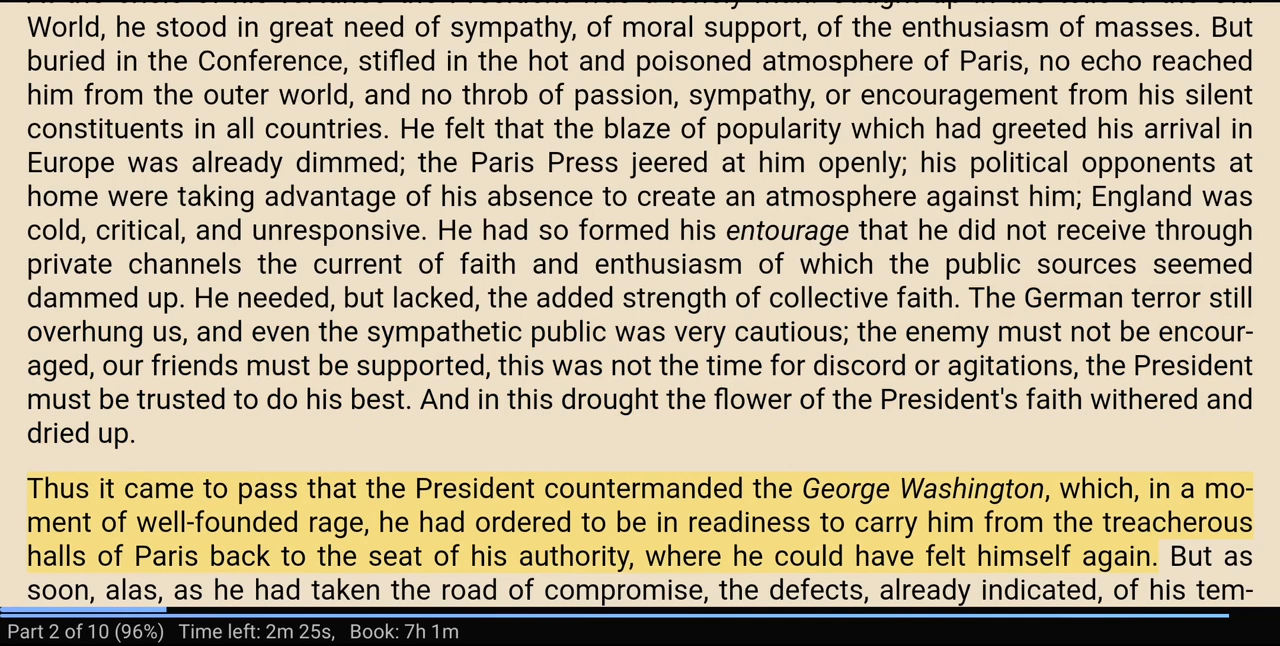 World, he stood in great need of sympathy, of moral support, of the enthusiasm of masses. But
buried in the Conference, stifled in the hot and poisoned atmosphere of Paris, no echo reached
him from the outer world, and no throb of passion, sympathy, or encouragement from his silent
constituents in all countries. He felt that the blaze of popularity which had greeted his arrival in
Europe was already dimmed; the Paris Press jeered at him openly; his political opponents at
home were taking advantage of his absence to create an atmosphere against him; England was
cold, critical, and unresponsive. He had so formed his entourage that he did not receive through
private channels the current of faith and enthusiasm of which the public sources seemed
dammed up. He needed, but lacked, the added strength of collective faith. The German terror still
overhung us, and even the sympathetic public was very cautious; the enemy must not be encour-
aged, our friends must be supported, this was not the time for discord or agitations, the President
must be trusted to do his best. And in this drought the flower of the President's faith withered and
dried up.
Thus it came to pass that the President countermanded the George Washington, which, in a mo-
ment of well-founded rage, he had ordered to be in readiness to carry him from the treacherous
halls of Paris back to the seat of his authority, where he could have felt himself again. But as
soon, alas, as he had taken the road of compromise, the defects, already indicated, of his tem-
Part 2 of 10 (96%) Time left: 2m 25s, Book: 7h 1m